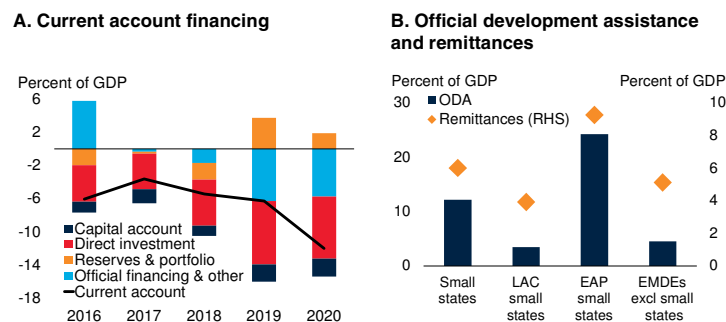 A. Current account financing
Percent of GDP
6
2
-2
-6
-10
-14
-18
Capital account
Direct investment
Reserves & portfolio
Official financing & other
Current account
2016 2017 2018 2019 2020
B. Official development assistance
and remittances
Percent of GDP Percent of GDP
30 10
ODA
Remittances (RHS)
8
20
6
10
4
2
0 0
Small
states
LAC
small
states
EAP
small
states
EMDEs
excl small
states